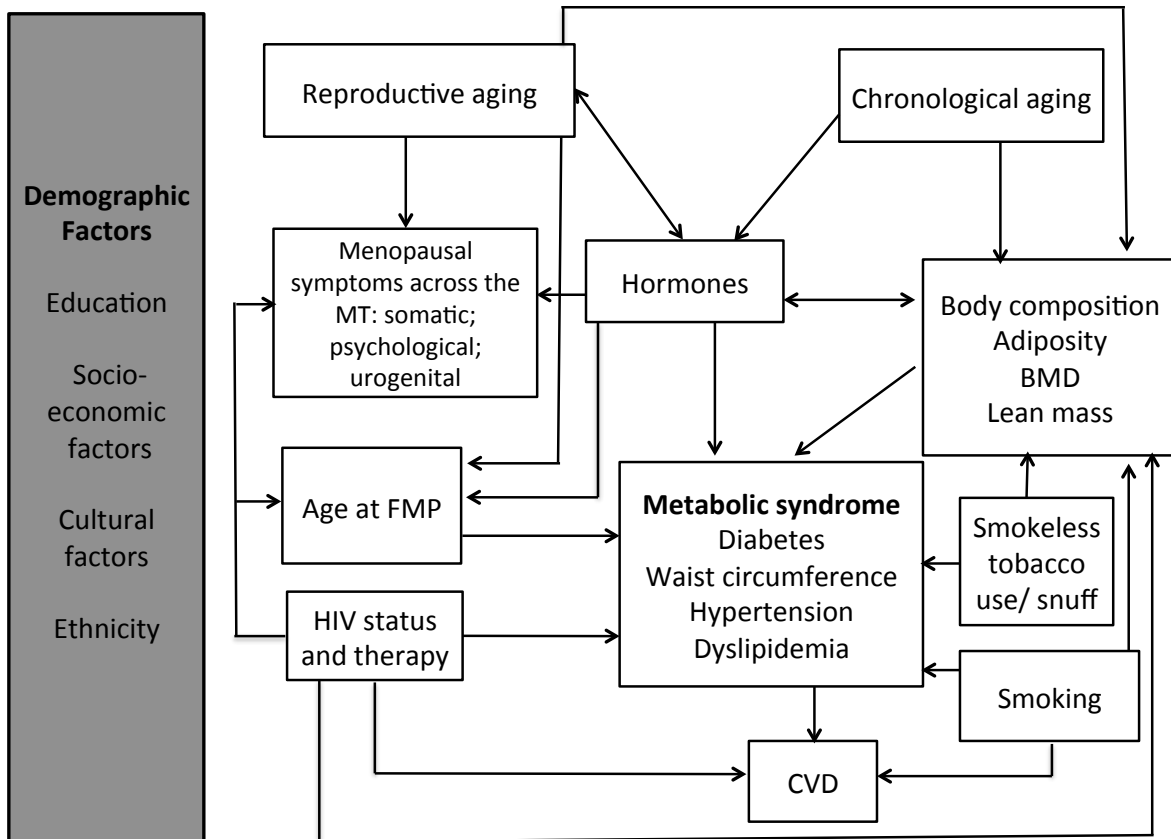 Demographic
Factors
Education
Socio-
economic
factors
Cultural
factors
Ethnicity
Reproductive aging
Chronological aging
Menopausal
symptoms across the
MT: somatic;
psychological;
urogenital
Hormones
Body composition
Adiposity
BMD
Lean mass
Age at FMP
Metabolic syndrome
Diabetes
Waist circumference
Hypertension
Dyslipidemia
Smokeless
tobacco
use/ snuff
HIV status
and therapy
Smoking
CVD